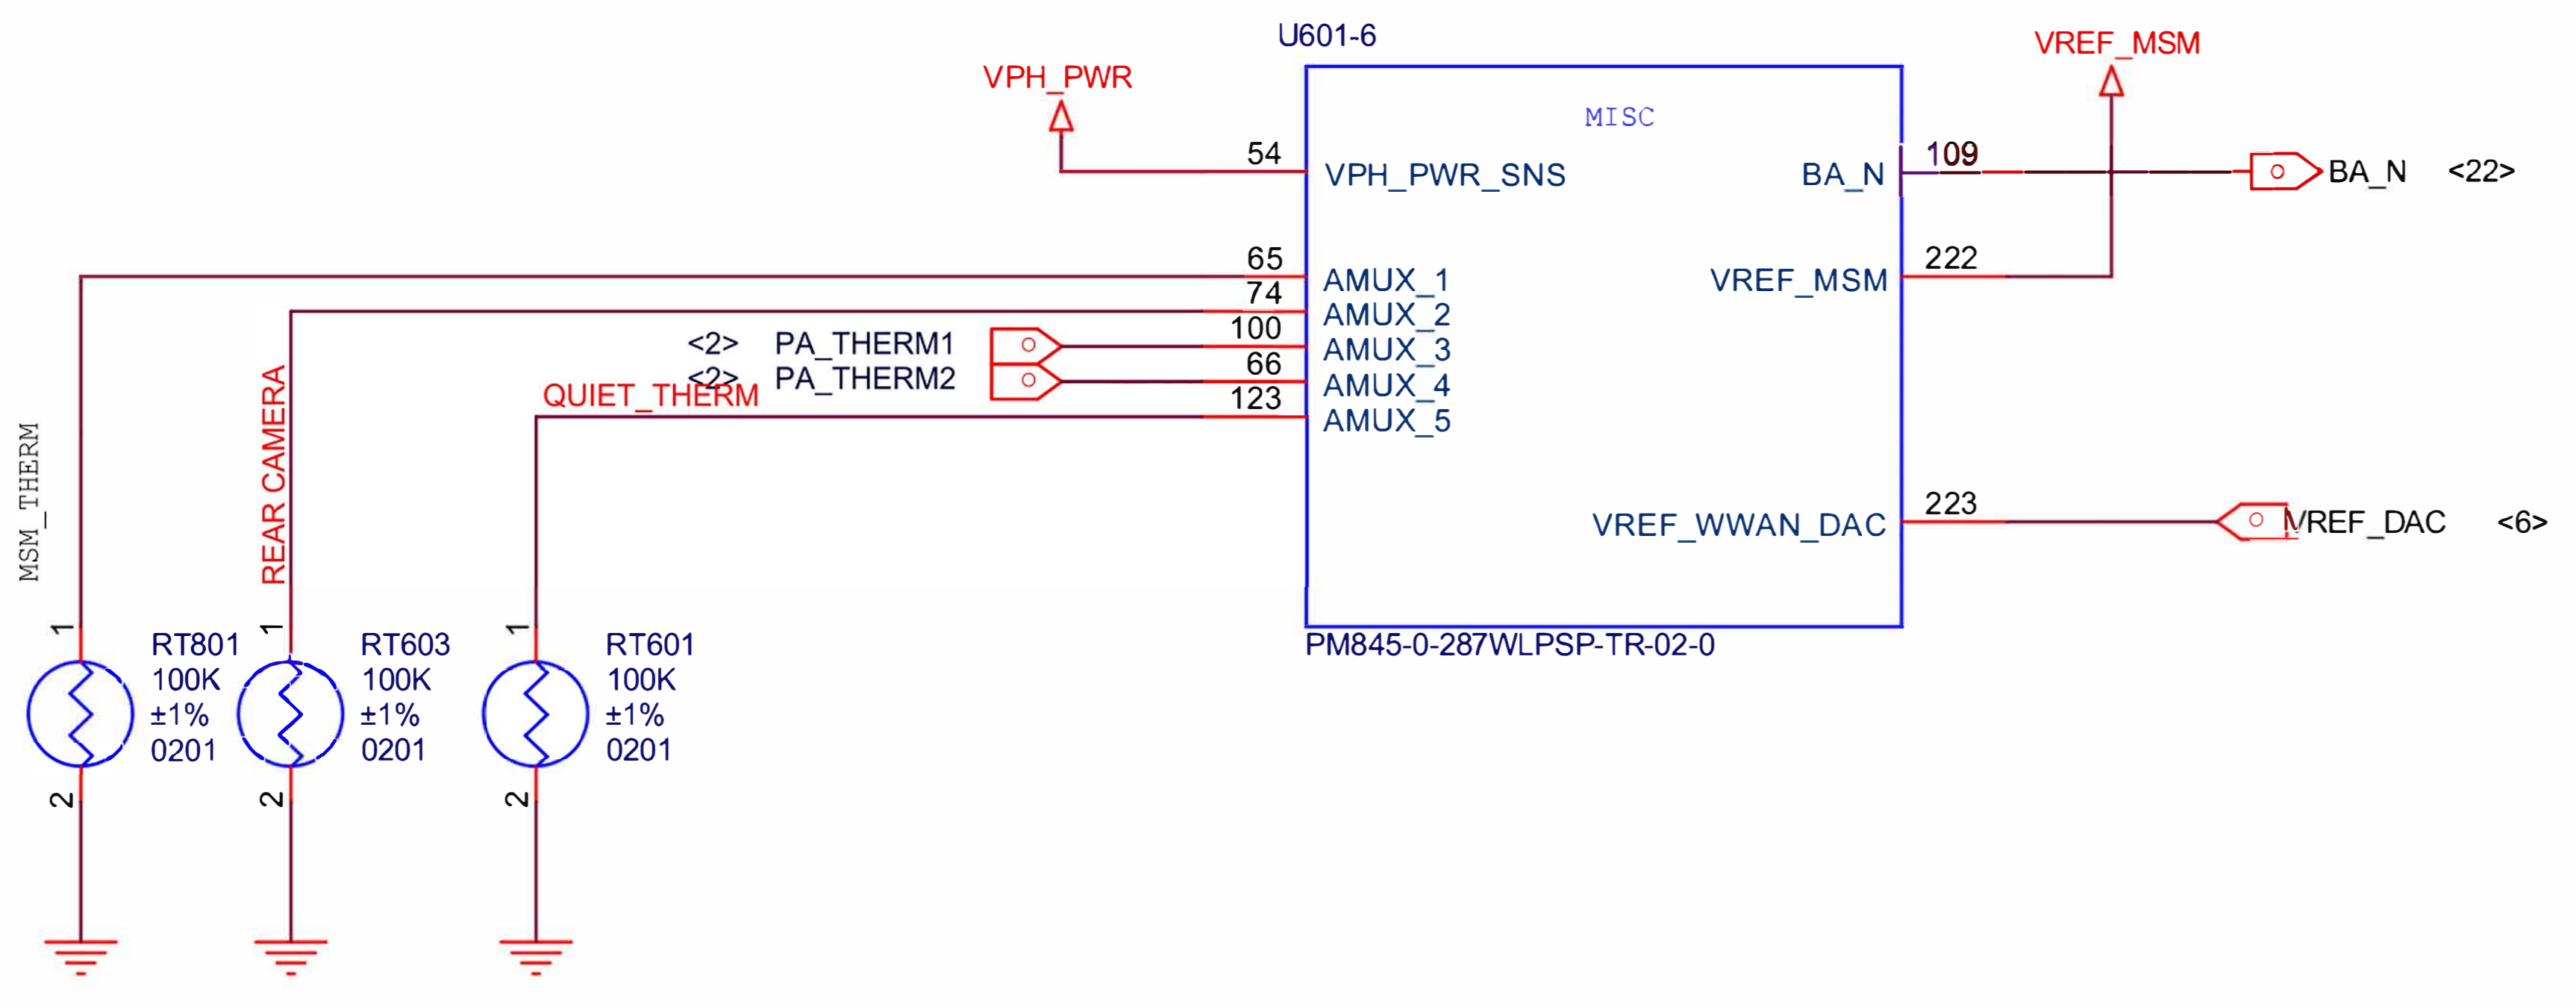 U601-6
VREF_MSM
VPH_PWR
MISC
54
VPH_PWR_SNS
BA_N
109
BA_N <22>
65
AMUX_1
VREF_MSM
222
74
AMUX_2
<2> PA_THERM1
100
AMUX_3
<2> PA_THERM2
66
AMUX_4
QUIET_THERM
123
AMUX_5
REAR CAMERA
MSM_THERM
VREF_WWAN_DAC
223
VREF_DAC <6>
PM845-0-287WLPSP-TR-02-0
1
RT801
100K
±1%
0201
2
1
RT603
100K
±1%
0201
2
1
RT601
100K
±1%
0201
2